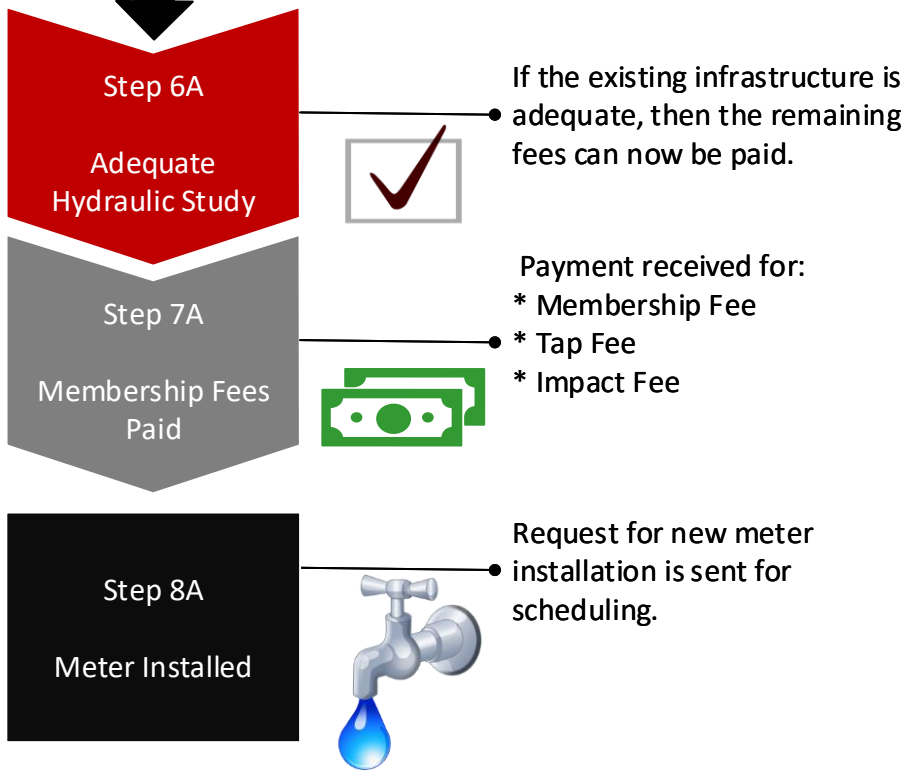 Step 6A
Adequate
Hydraulic Study
If the existing infrastructure is
adequate, then the remaining
fees can now be paid.
Step 7A
Membership Fees
Paid
Payment received for:
* Membership Fee
* Tap Fee
* Impact Fee
Step 8A
Meter Installed
Request for new meter
installation is sent for
scheduling.